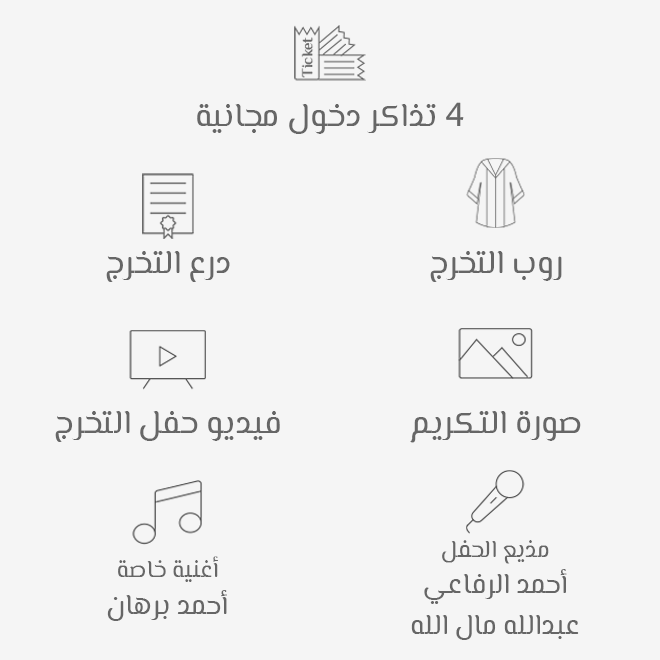 Ticket
4 تذاكر دخول مجانية
روب التخرج
درع التخرج
صورة التكريم
فيديو حفل التخرج
مذيع الحفل
أحمد الرفاعي
عبدالله مال الله
أغنية خاصة
أحمد برهان